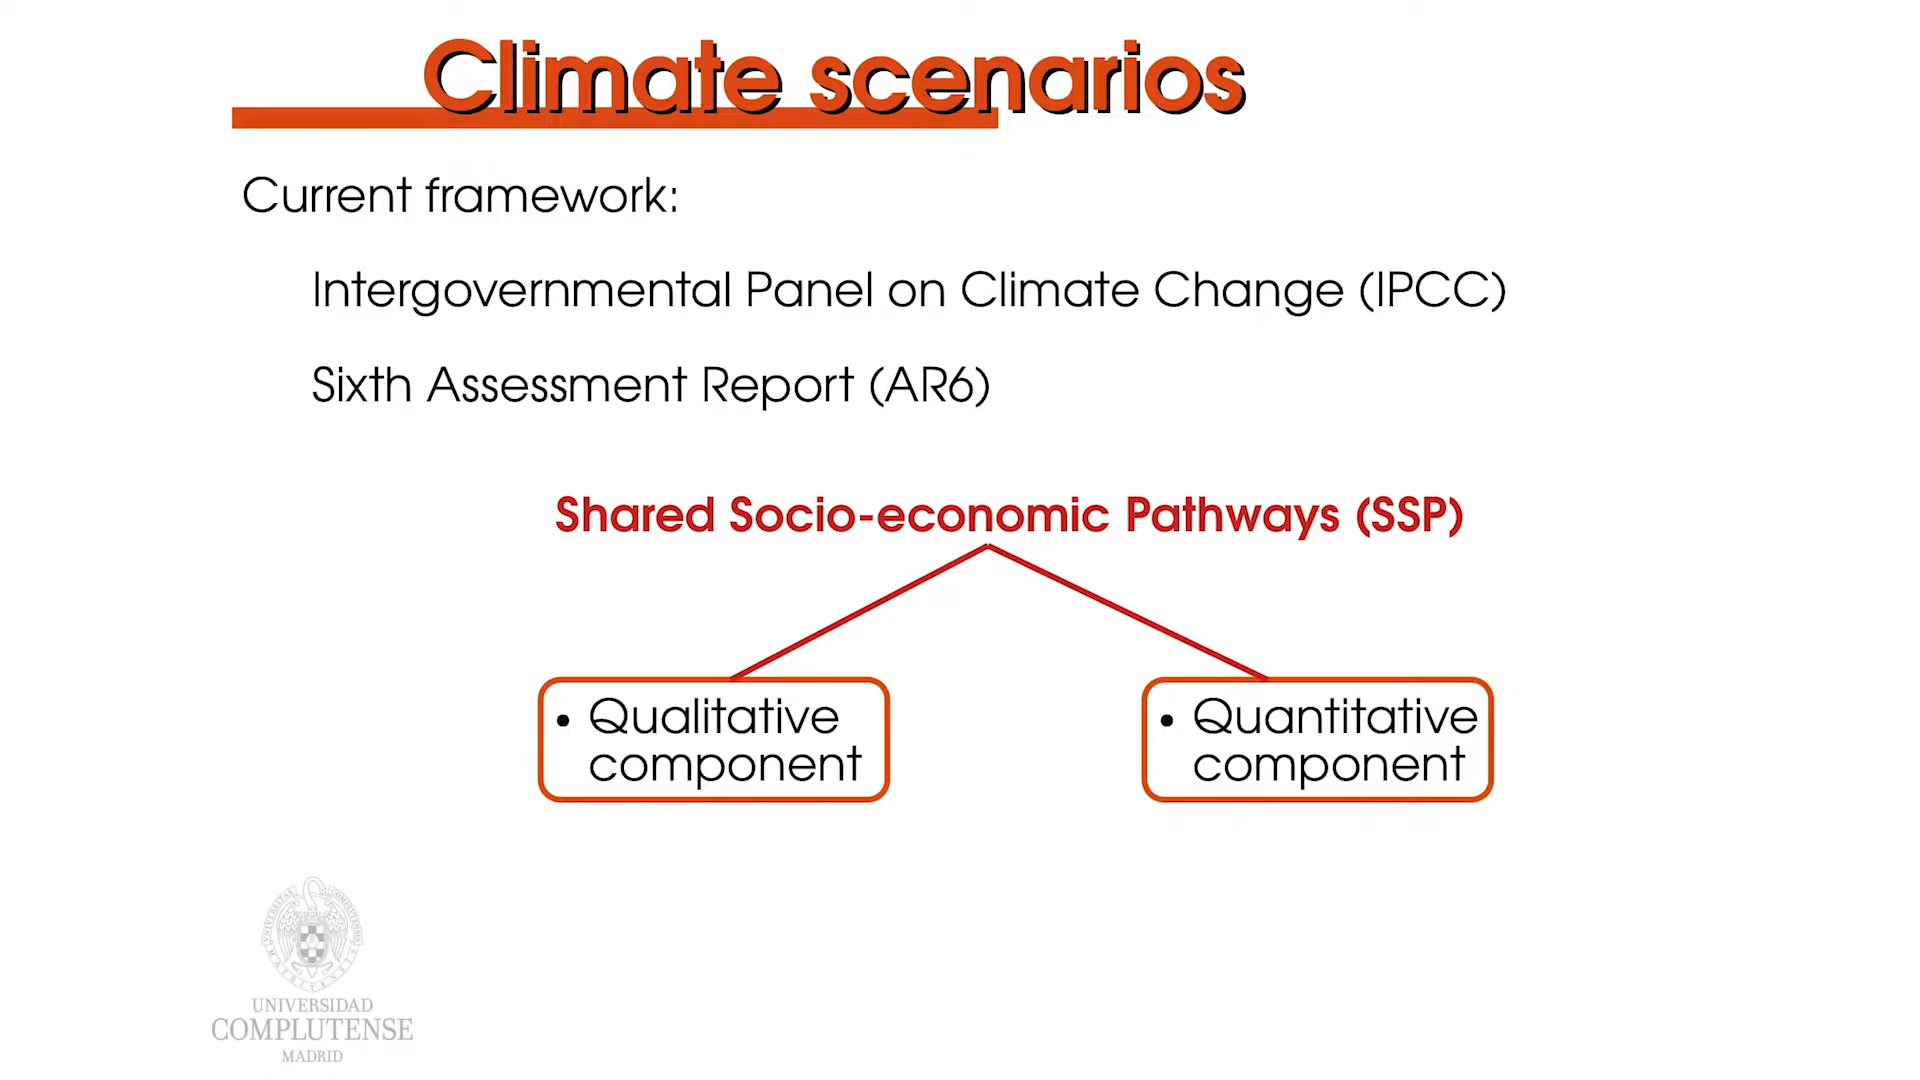 Climate scenarios
Current framework:
Intergovernmental Panel on Climate Change (IPCC)
Sixth Assessment Report (AR6)
Shared Socio-economic Pathways (SSP)
• Qualitative
component
• Quantitative
component
UNIVERSIDAD
COMPLUTENSE
MADRID